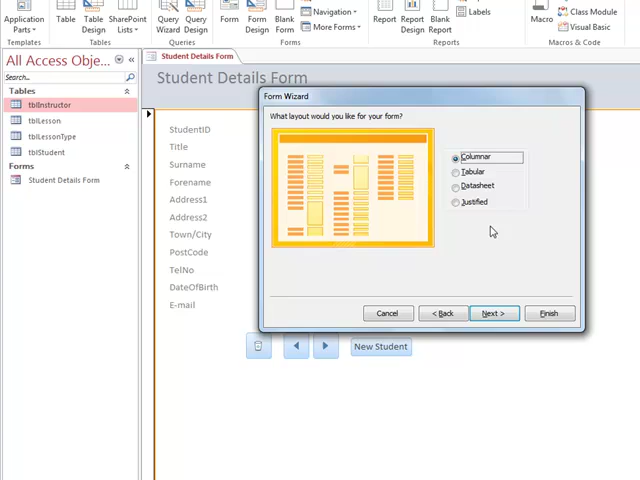 Application Parts
Table
Table Design
SharePoint Lists
Query Wizard
Query Design
Form
Form Design
Blank Form
Navigation
More Forms
Report
Report Design
Blank Report
Labels
Macro
Class Module
Visual Basic
Templates
Tables
Queries
Forms
Reports
Macros & Code
All Access Obje...
Search...
Tables
tblInstructor
tblLesson
tblLessonType
tblStudent
Forms
Student Details Form
Student Details Form
Student Details Form
StudentID
Title
Surname
Forename
Address1
Address2
Town/City
PostCode
TelNo
DateOfBirth
E-mail
New Student
Form Wizard
What layout would you like for your form?
Columnar
Tabular
Datasheet
Justified
Cancel
< Back
Next >
Finish